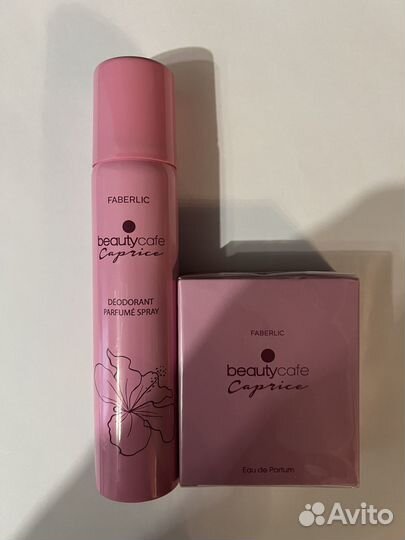 FABERLIC
beautycafe
Caprice
DÉODORANT
PARFUMÉ SPRAY
FABERLIC
beautycafe
Caprice
Eau de Parfum
Avito